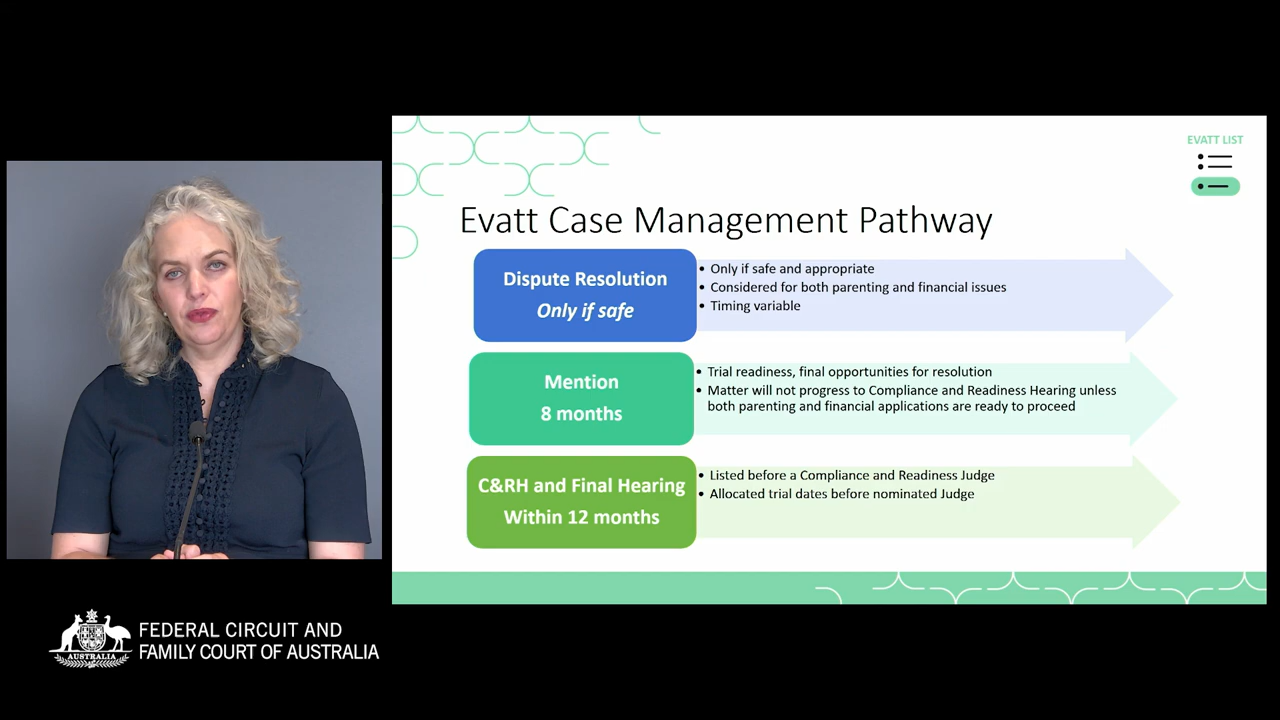 EVATT LIST
Evatt Case Management Pathway
Dispute Resolution
Only if safe
• Only if safe and appropriate
• Considered for both parenting and financial issues
• Timing variable
Mention
8 months
• Trial readiness, final opportunities for resolution
• Matter will not progress to Compliance and Readiness Hearing unless
both parenting and financial applications are ready to proceed
C&RH and Final Hearing
Within 12 months
• Listed before a Compliance and Readiness Judge
• Allocated trial dates before nominated Judge
AUSTRALIA
FEDERAL CIRCUIT AND
FAMILY COURT OF AUSTRALIA